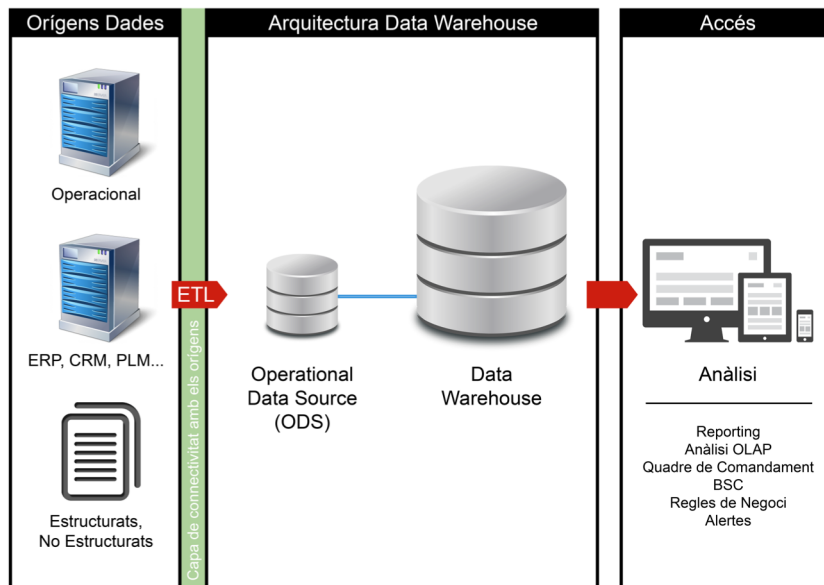 Orígens Dades
Operacional
ERP, CRM, PLM...
Estructurats,
No Estructurats
Capa de connectivitat amb els orígens
ETL
Arquitectura Data Warehouse
Operational
Data Source
(ODS)
Data
Warehouse
Accés
Anàlisi
Reporting
Anàlisi OLAP
Quadre de Comandament
BSC
Regles de Negoci
Alertes